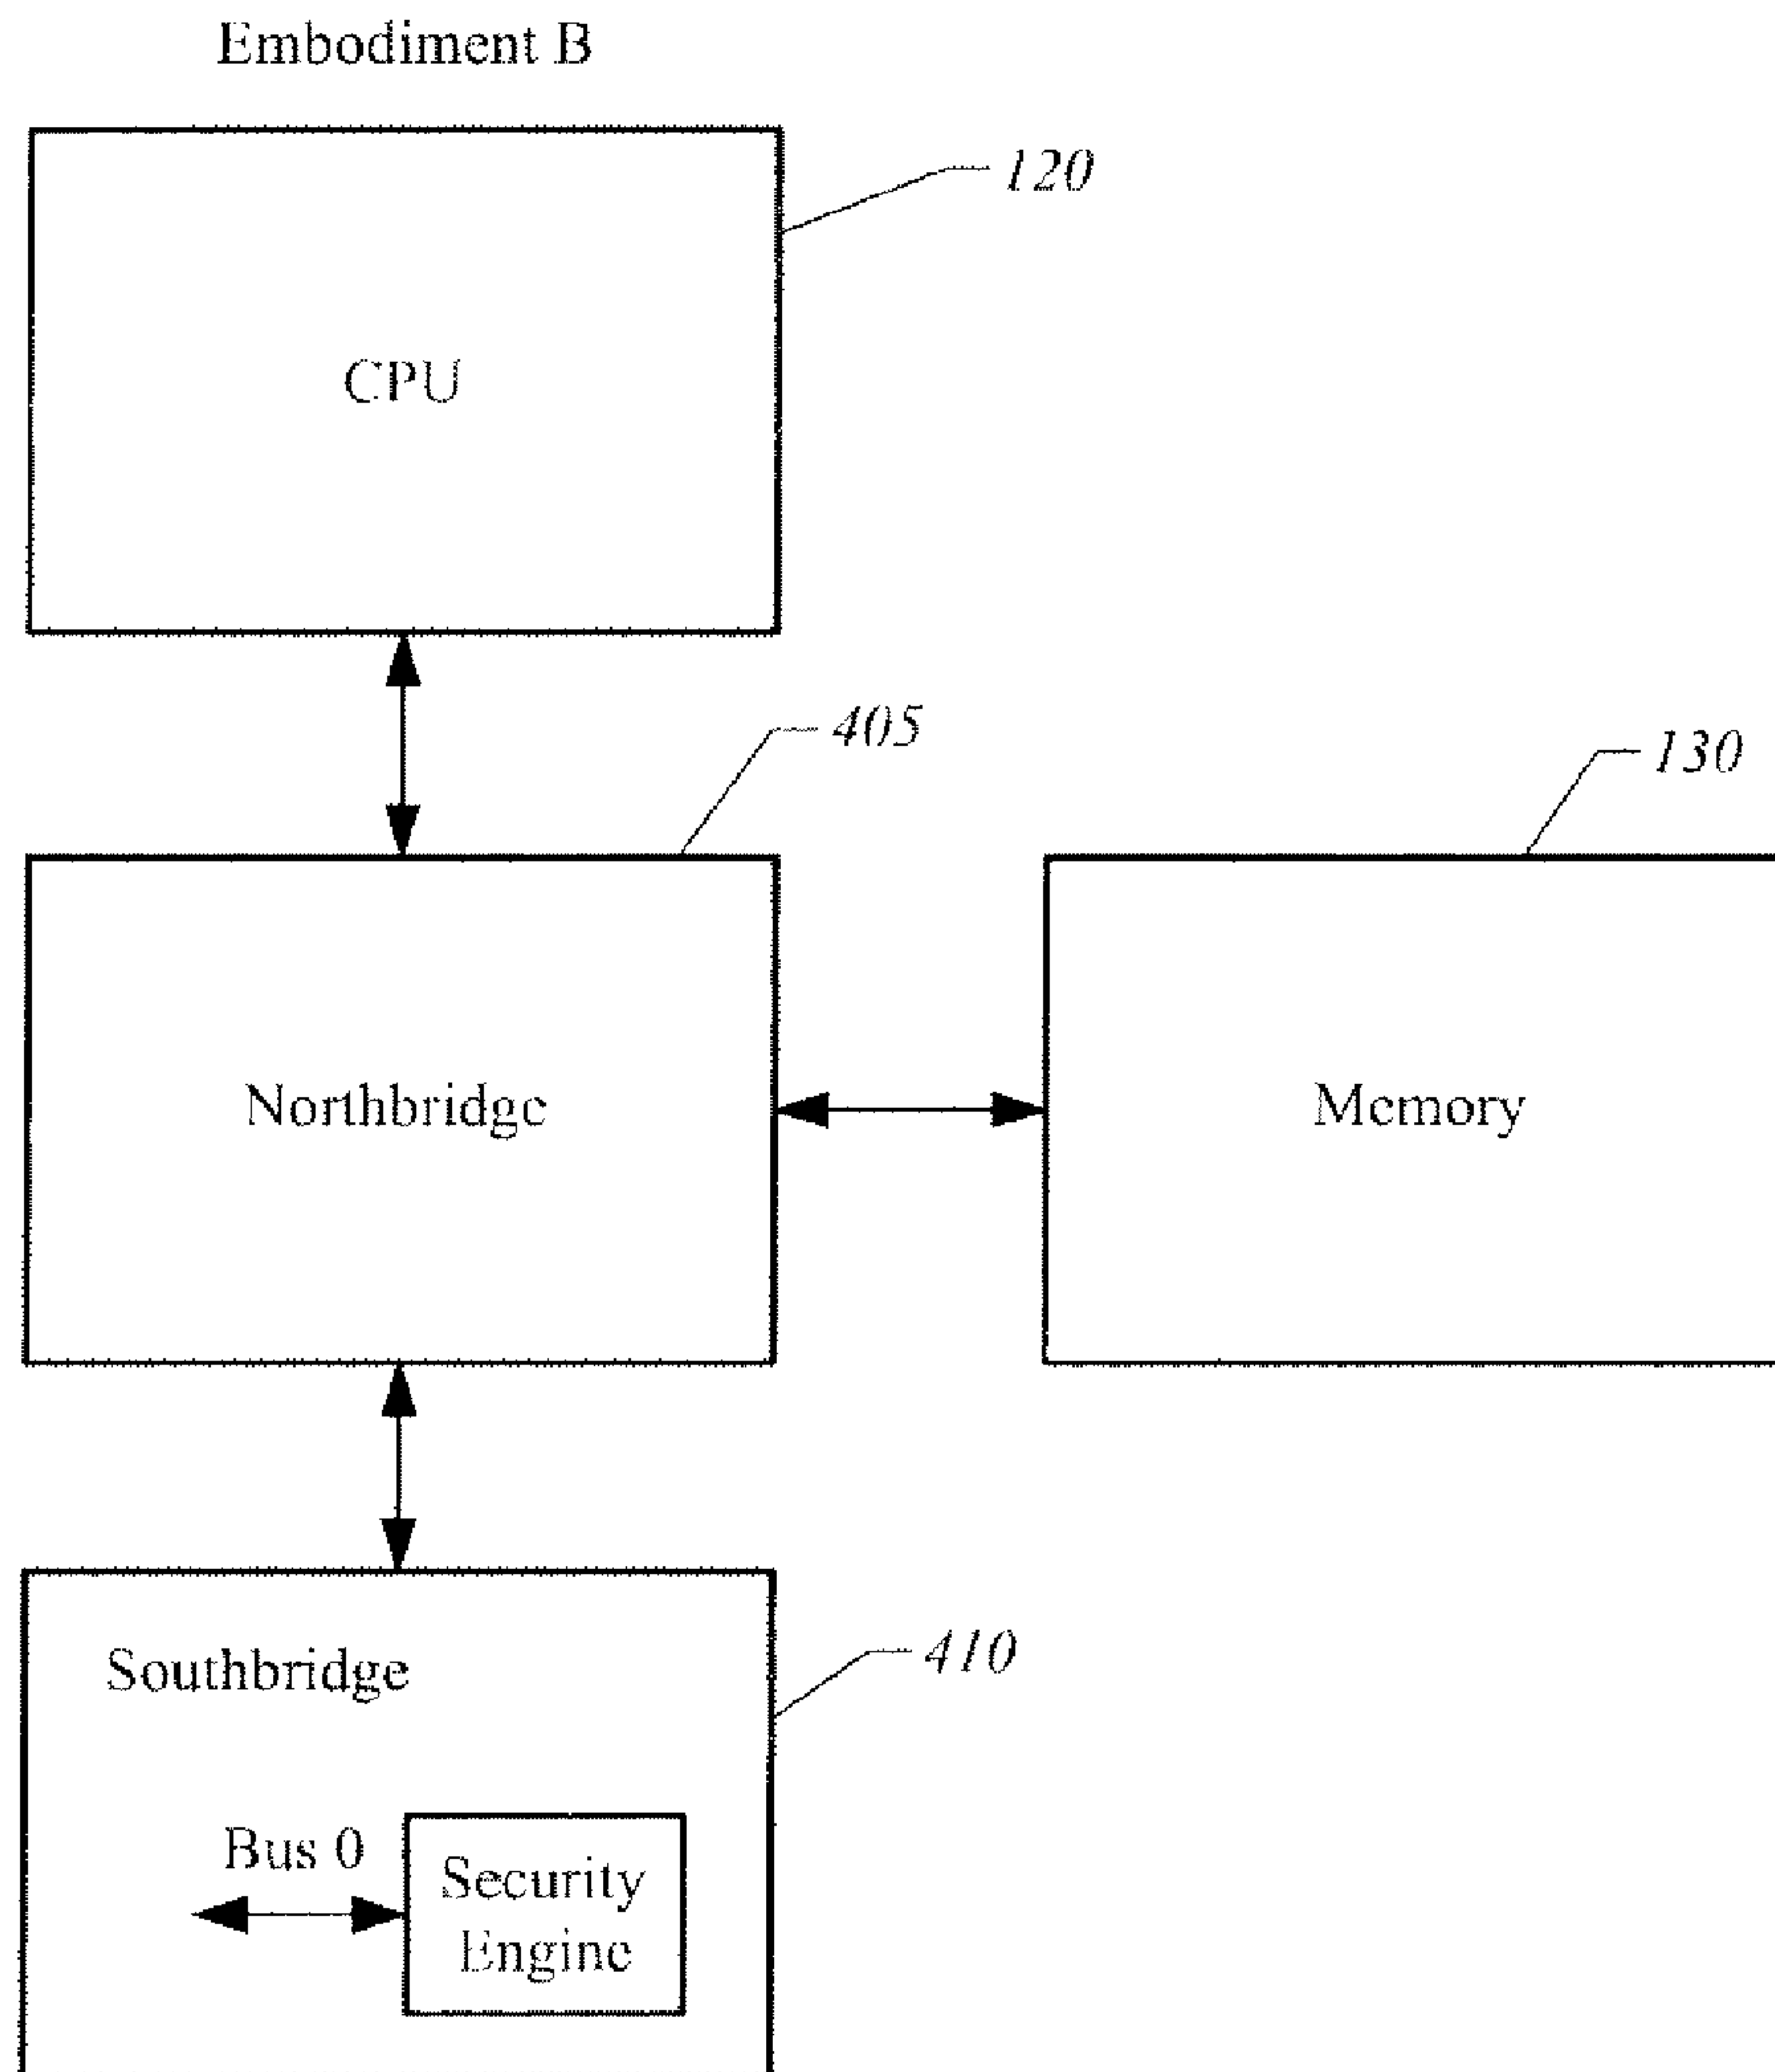 Embodiment B
120
CPU
405
130
Northbridge
Memory
Southbridge
410
Bus 0
Security
Engine